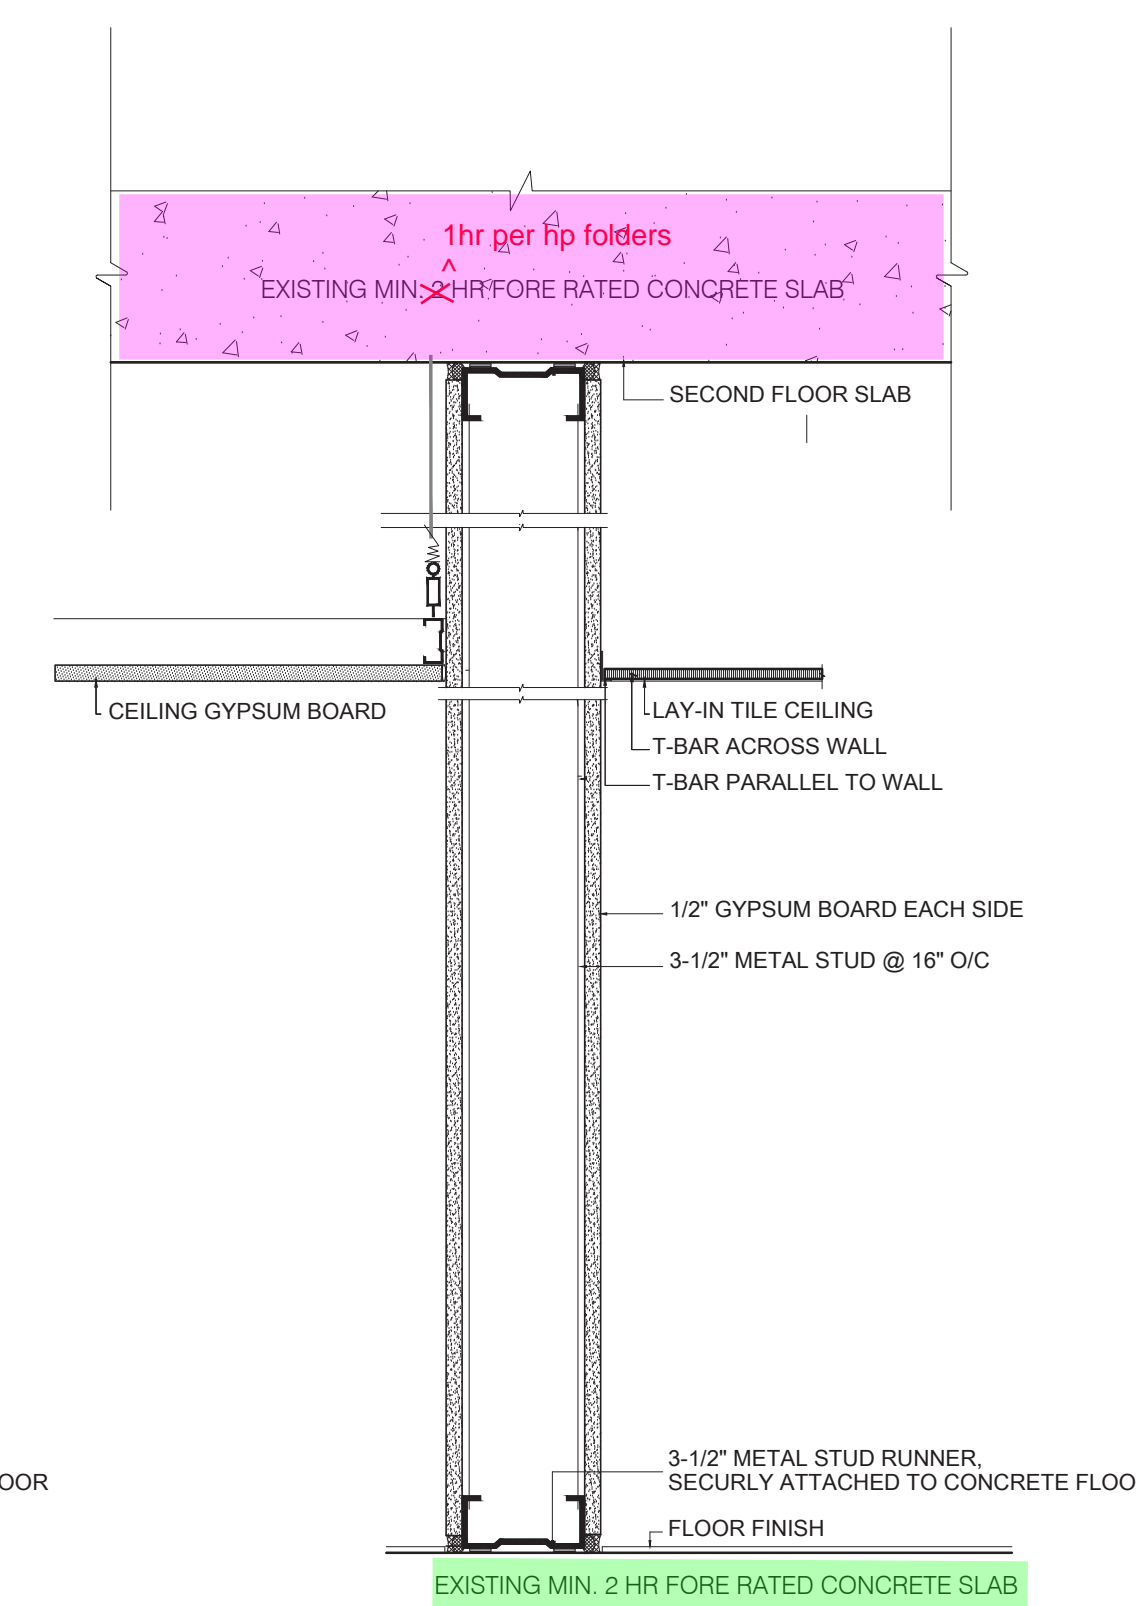 1hr per hp folders
^
EXISTING MIN. 2 HR FORE RATED CONCRETE SLAB
SECOND FLOOR SLAB
CEILING GYPSUM BOARD
LAY-IN TILE CEILING
T-BAR ACROSS WALL
T-BAR PARALLEL TO WALL
1/2" GYPSUM BOARD EACH SIDE
3-1/2" METAL STUD @ 16" O/C
3-1/2" METAL STUD RUNNER,
SECURLY ATTACHED TO CONCRETE FLOO
OOR
FLOOR FINISH
EXISTING MIN. 2 HR FORE RATED CONCRETE SLAB